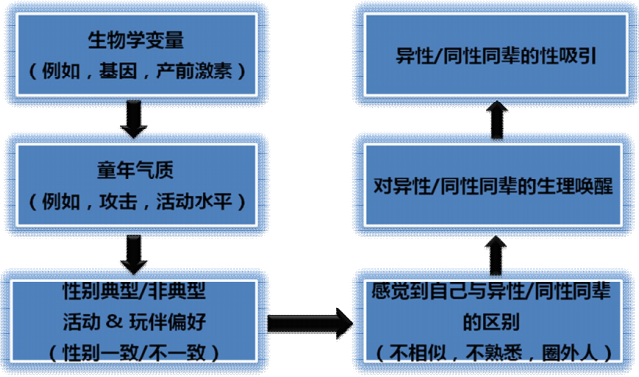 生物学变量
（例如，基因，产前激素）
童年气质
（例如，攻击，活动水平）
性别典型/非典型
活动 & 玩伴偏好
（性别一致/不一致）
感觉到自己与异性/同性同辈
的区别
（不相似，不熟悉，圈外人）
对异性/同性同辈的生理唤醒
异性/同性同辈的性吸引